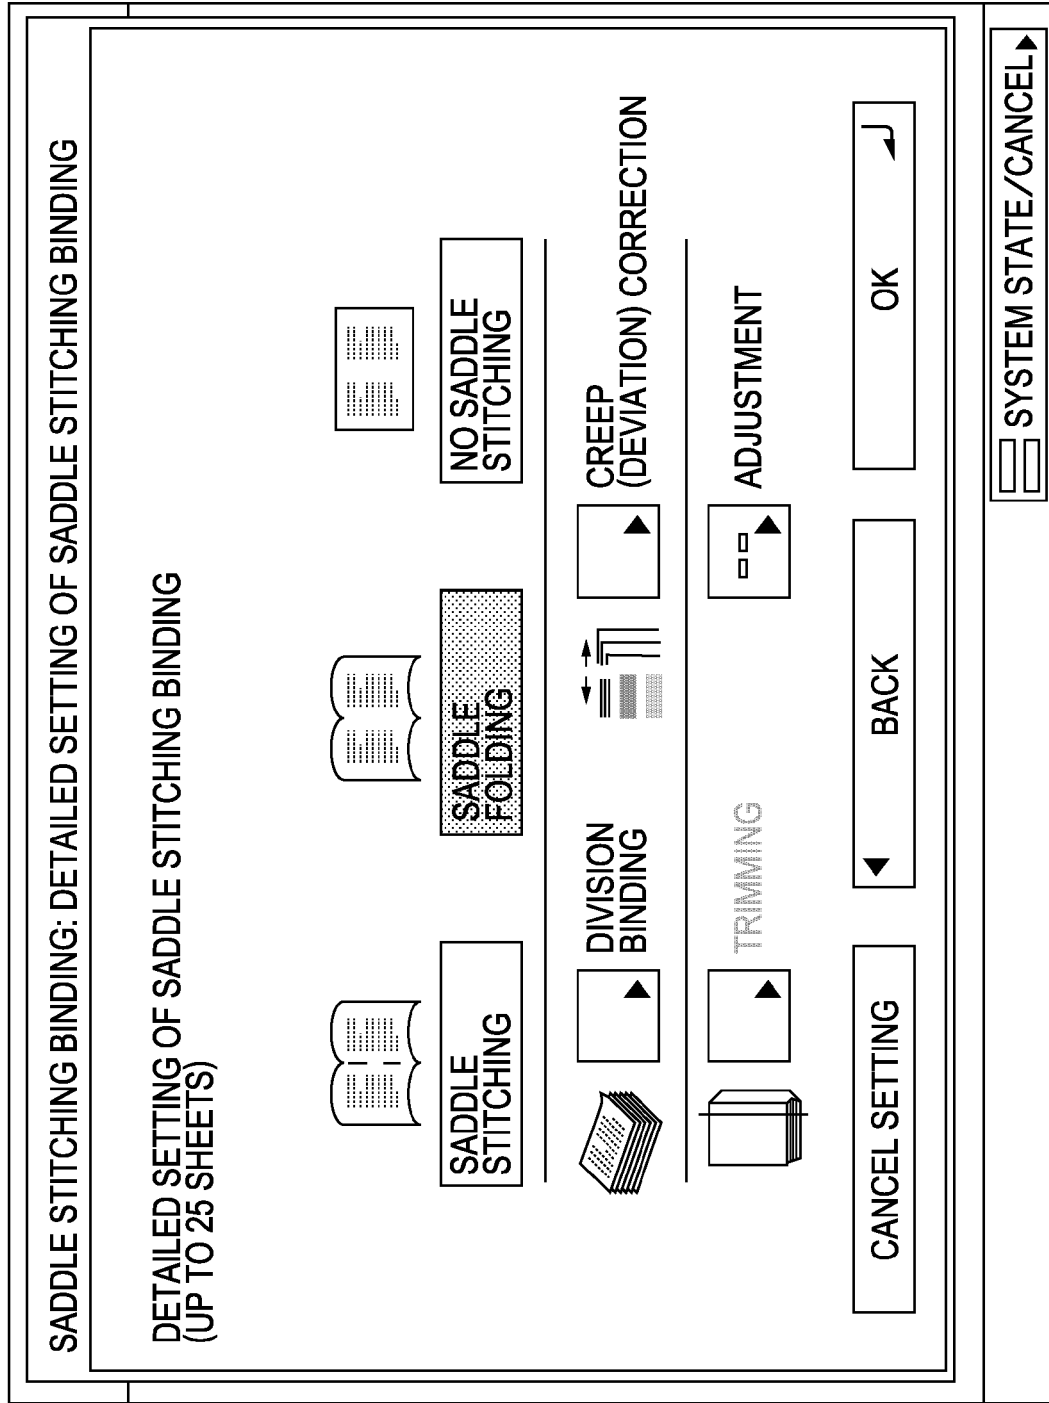 SADDLE STITCHING BINDING: DETAILED SETTING OF SADDLE STITCHING BINDING
DETAILED SETTING OF SADDLE STITCHING BINDING
(UP TO 25 SHEETS)
SADDLE
STITCHING
SADDLE
FOLDING
NO SADDLE
STITCHING
DIVISION
BINDING
CREEP
(DEVIATION) CORRECTION
TRIMMING
ADJUSTMENT
CANCEL SETTING
BACK
OK
SYSTEM STATE/CANCEL